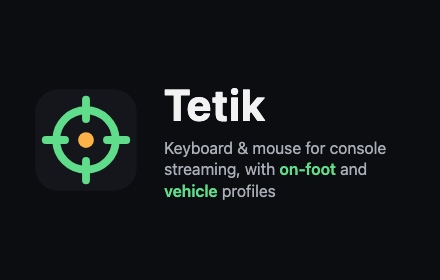 Tetik
Keyboard & mouse for console
streaming, with on-foot and
vehicle profiles